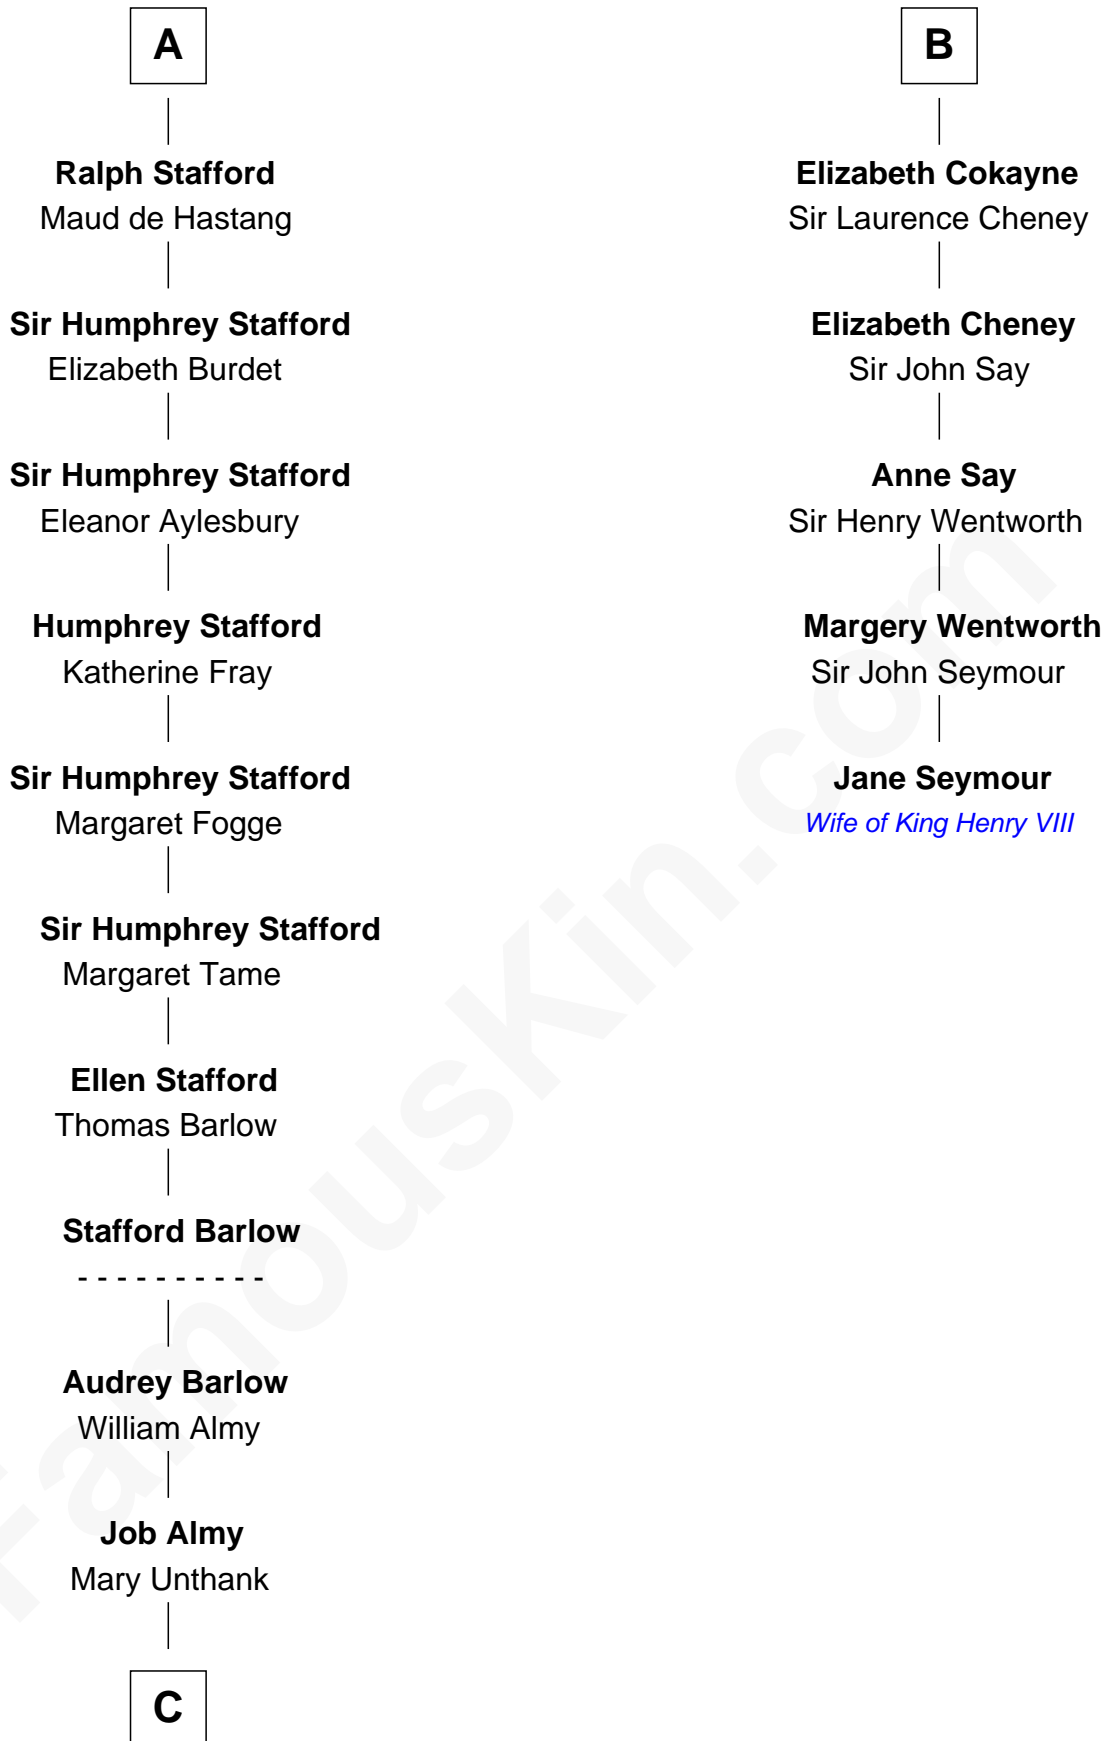 A
Ralph Stafford
Maud de Hastang
Sir Humphrey Stafford
Elizabeth Burdet
Sir Humphrey Stafford
Eleanor Aylesbury
Humphrey Stafford
Katherine Fray
Sir Humphrey Stafford
Margaret Fogge
Sir Humphrey Stafford
Margaret Tame
Ellen Stafford
Thomas Barlow
Stafford Barlow
- - - - - - - - - -
Audrey Barlow
William Almy
Job Almy
Mary Unthank
C
B
Elizabeth Cokayne
Sir Laurence Cheney
Elizabeth Cheney
Sir John Say
Anne Say
Sir Henry Wentworth
Margery Wentworth
Sir John Seymour
Jane Seymour
Wife of King Henry VIII
FamousKin.com